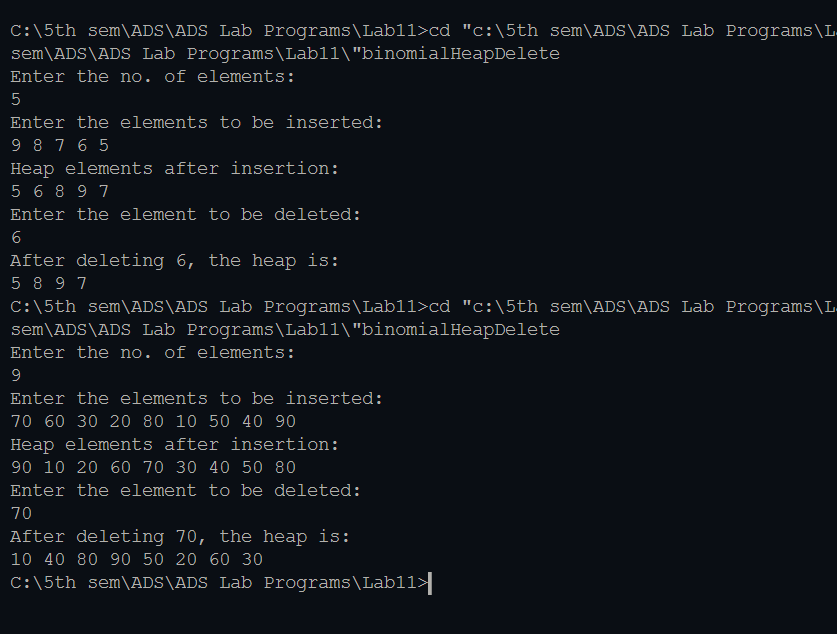 C:\5th sem\ADS\ADS Lab Programs\Lab11>cd "c:\5th sem\ADS\ADS Lab Programs\L
sem\ADS\ADS Lab Programs\Lab11\"binomialHeapDelete
Enter the no. of elements:
5
Enter the elements to be inserted:
9 8 7 6 5
Heap elements after insertion:
5 6 8 9 7
Enter the element to be deleted:
6
After deleting 6, the heap is:
5 8 9 7
C:\5th sem\ADS\ADS Lab Programs\Lab11>cd "c:\5th sem\ADS\ADS Lab Programs\L
sem\ADS\ADS Lab Programs\Lab11\"binomialHeapDelete
Enter the no. of elements:
9
Enter the elements to be inserted:
70 60 30 20 80 10 50 40 90
Heap elements after insertion:
90 10 20 60 70 30 40 50 80
Enter the element to be deleted:
70
After deleting 70, the heap is:
10 40 80 90 50 20 60 30
C:\5th sem\ADS\ADS Lab Programs\Lab11>